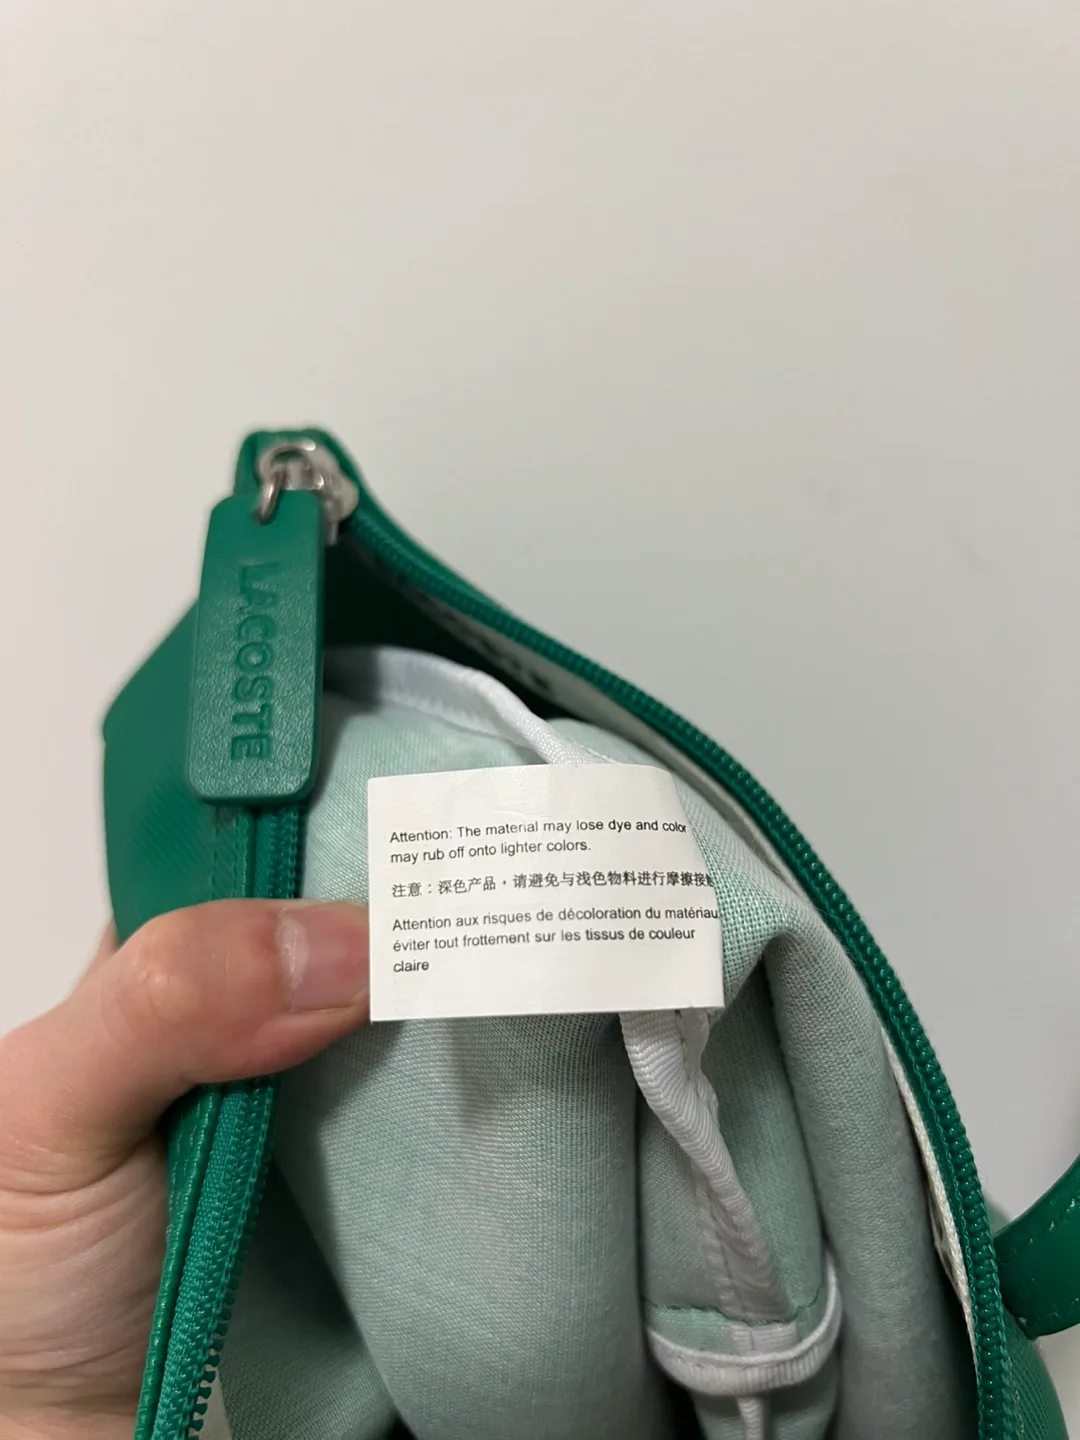 LACOSTE
Attention: The material may lose dye and color
may rub off onto lighter colors.
注意：深色产品，请避免与浅色物料进行摩擦接
Attention aux risques de décoloration du matériau
éviter tout frottement sur les tissus de couleur
claire